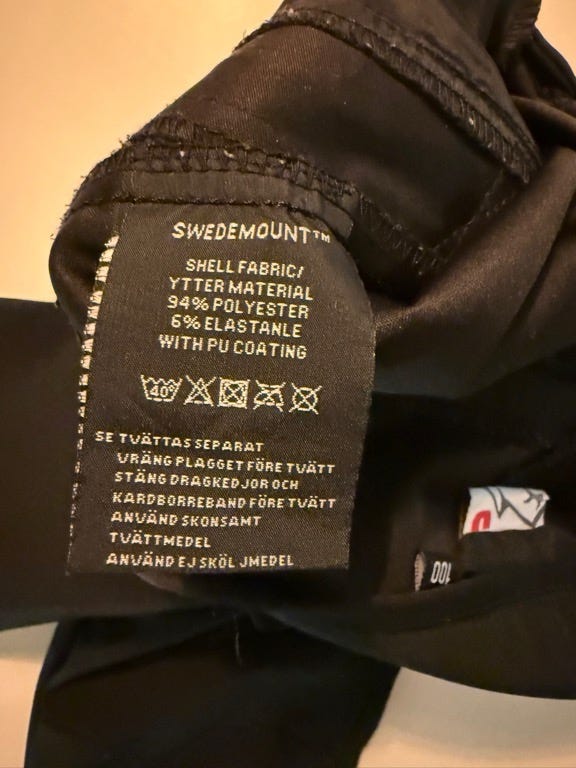 SWEDEMOUNT™
SHELL FABRIC/
YTTER MATERIAL
94% POLYESTER
6% ELASTANLE
WITH PU COATING
40°
SE TVÄTTAS SEPARAT
VRÄNG PLAGGET FÖRE TVÄTT
STÄNG DRAGKEDJOR OCH
KARDBORREBAND FÖRE TVÄTT
ANVÄND SKONSAMT
TVÄTTMEDEL
ANVÄND EJ SKÖLJMEDEL
100